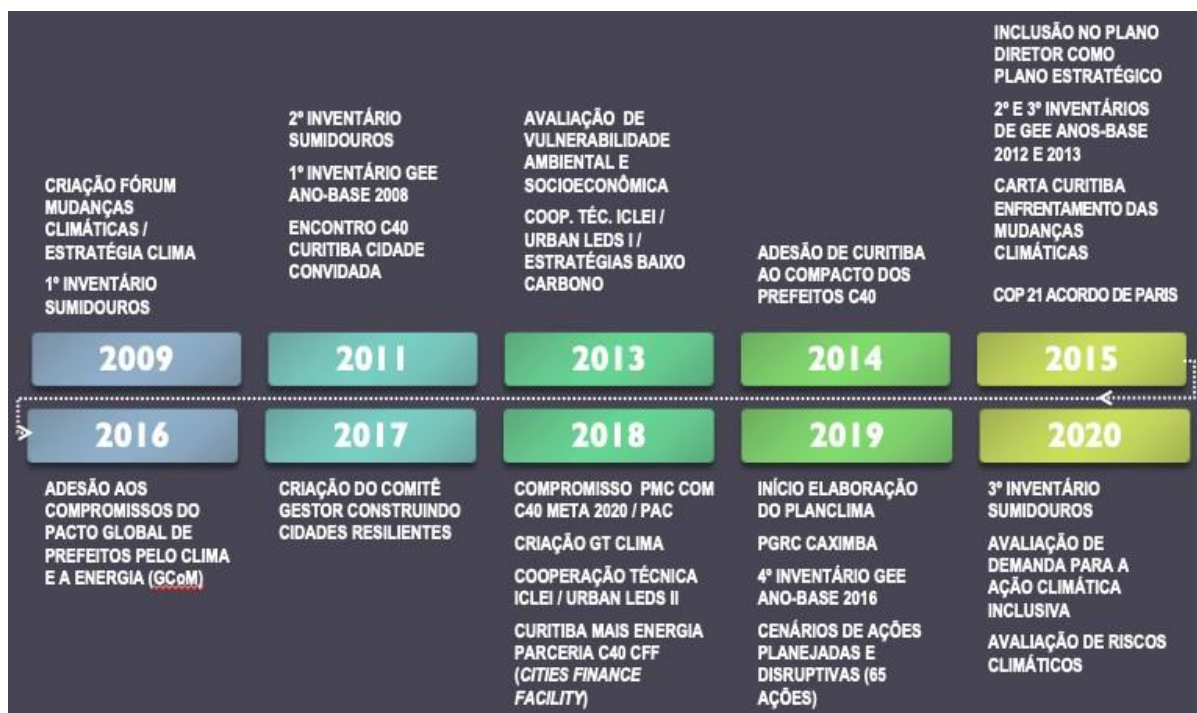 CRIAÇÃO FÓRUM
MUDANÇAS
CLIMÁTICAS /
ESTRATÉGIA CLIMA
1º INVENTÁRIO
SUMIDOUROS
2009
2º INVENTÁRIO
SUMIDOUROS
1º INVENTÁRIO GEE
ANO-BASE 2008
ENCONTRO C40
CURITIBA CIDADE
CONVIDADA
2011
AVALIAÇÃO DE
VULNERABILIDADE
AMBIENTAL E
SOCIOECONÔMICA
COOP. TÉC. ICLEI /
URBAN LEDS I /
ESTRATÉGIAS BAIXO
CARBONO
2013
ADESÃO DE CURITIBA
AO COMPACTO DOS
PREFEITOS C40
2014
INCLUSÃO NO PLANO
DIRETOR COMO
PLANO ESTRATÉGICO
2º E 3º INVENTÁRIOS
DE GEE ANOS-BASE
2012 E 2013
CARTA CURITIBA
ENFRENTAMENTO DAS
MUDANÇAS
CLIMÁTICAS
COP 21 ACORDO DE PARIS
2015
2016
ADESÃO AOS
COMPROMISSOS DO
PACTO GLOBAL DE
PREFEITOS PELO CLIMA
E A ENERGIA (GCoM)
2017
CRIAÇÃO DO COMITÊ
GESTOR CONSTRUINDO
CIDADES RESILIENTES
2018
COMPROMISSO PMC COM
C40 META 2020 / PAC
CRIAÇÃO GT CLIMA
COOPERAÇÃO TÉCNICA
ICLEI / URBAN LEDS II
CURITIBA MAIS ENERGIA
PARCERIA C40 CFF
(CITIES FINANCE
FACILITY)
2019
INÍCIO ELABORAÇÃO
DO PLANCLIMA
PGRC CAXIMBA
4º INVENTÁRIO GEE
ANO-BASE 2016
CENÁRIOS DE AÇÕES
PLANEJADAS E
DISRUPTIVAS (65
AÇÕES)
2020
3º INVENTÁRIO
SUMIDOUROS
AVALIAÇÃO DE
DEMANDA PARA A
AÇÃO CLIMÁTICA
INCLUSIVA
AVALIAÇÃO DE RISCOS
CLIMÁTICOS